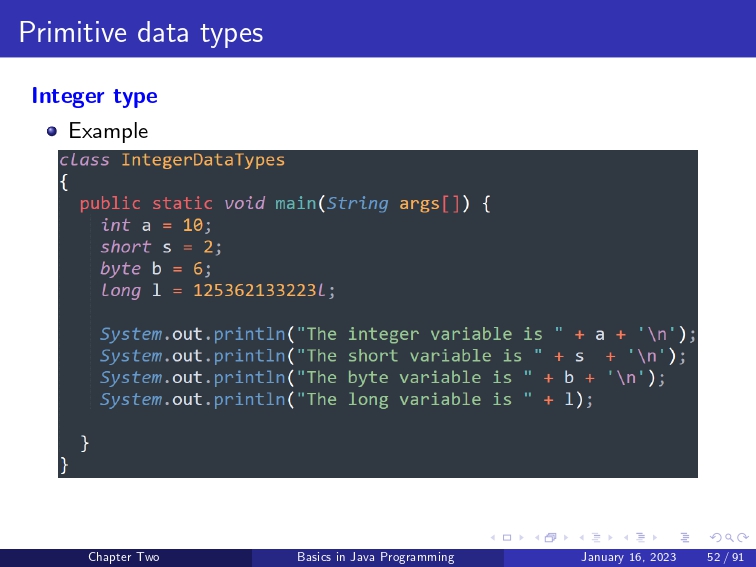 Primitive data types
Integer type
Example
class IntegerDataTypes
{
  public static void main(String args[]) {
    int a = 10;
    short s = 2;
    byte b = 6;
    long l = 125362133223l;

    System.out.println("The integer variable is " + a + '\n');
    System.out.println("The short variable is " + s  + '\n');
    System.out.println("The byte variable is " + b + '\n');
    System.out.println("The long variable is " + l);

  }
}
Chapter Two Basics in Java Programming January 16, 2023 52 / 91